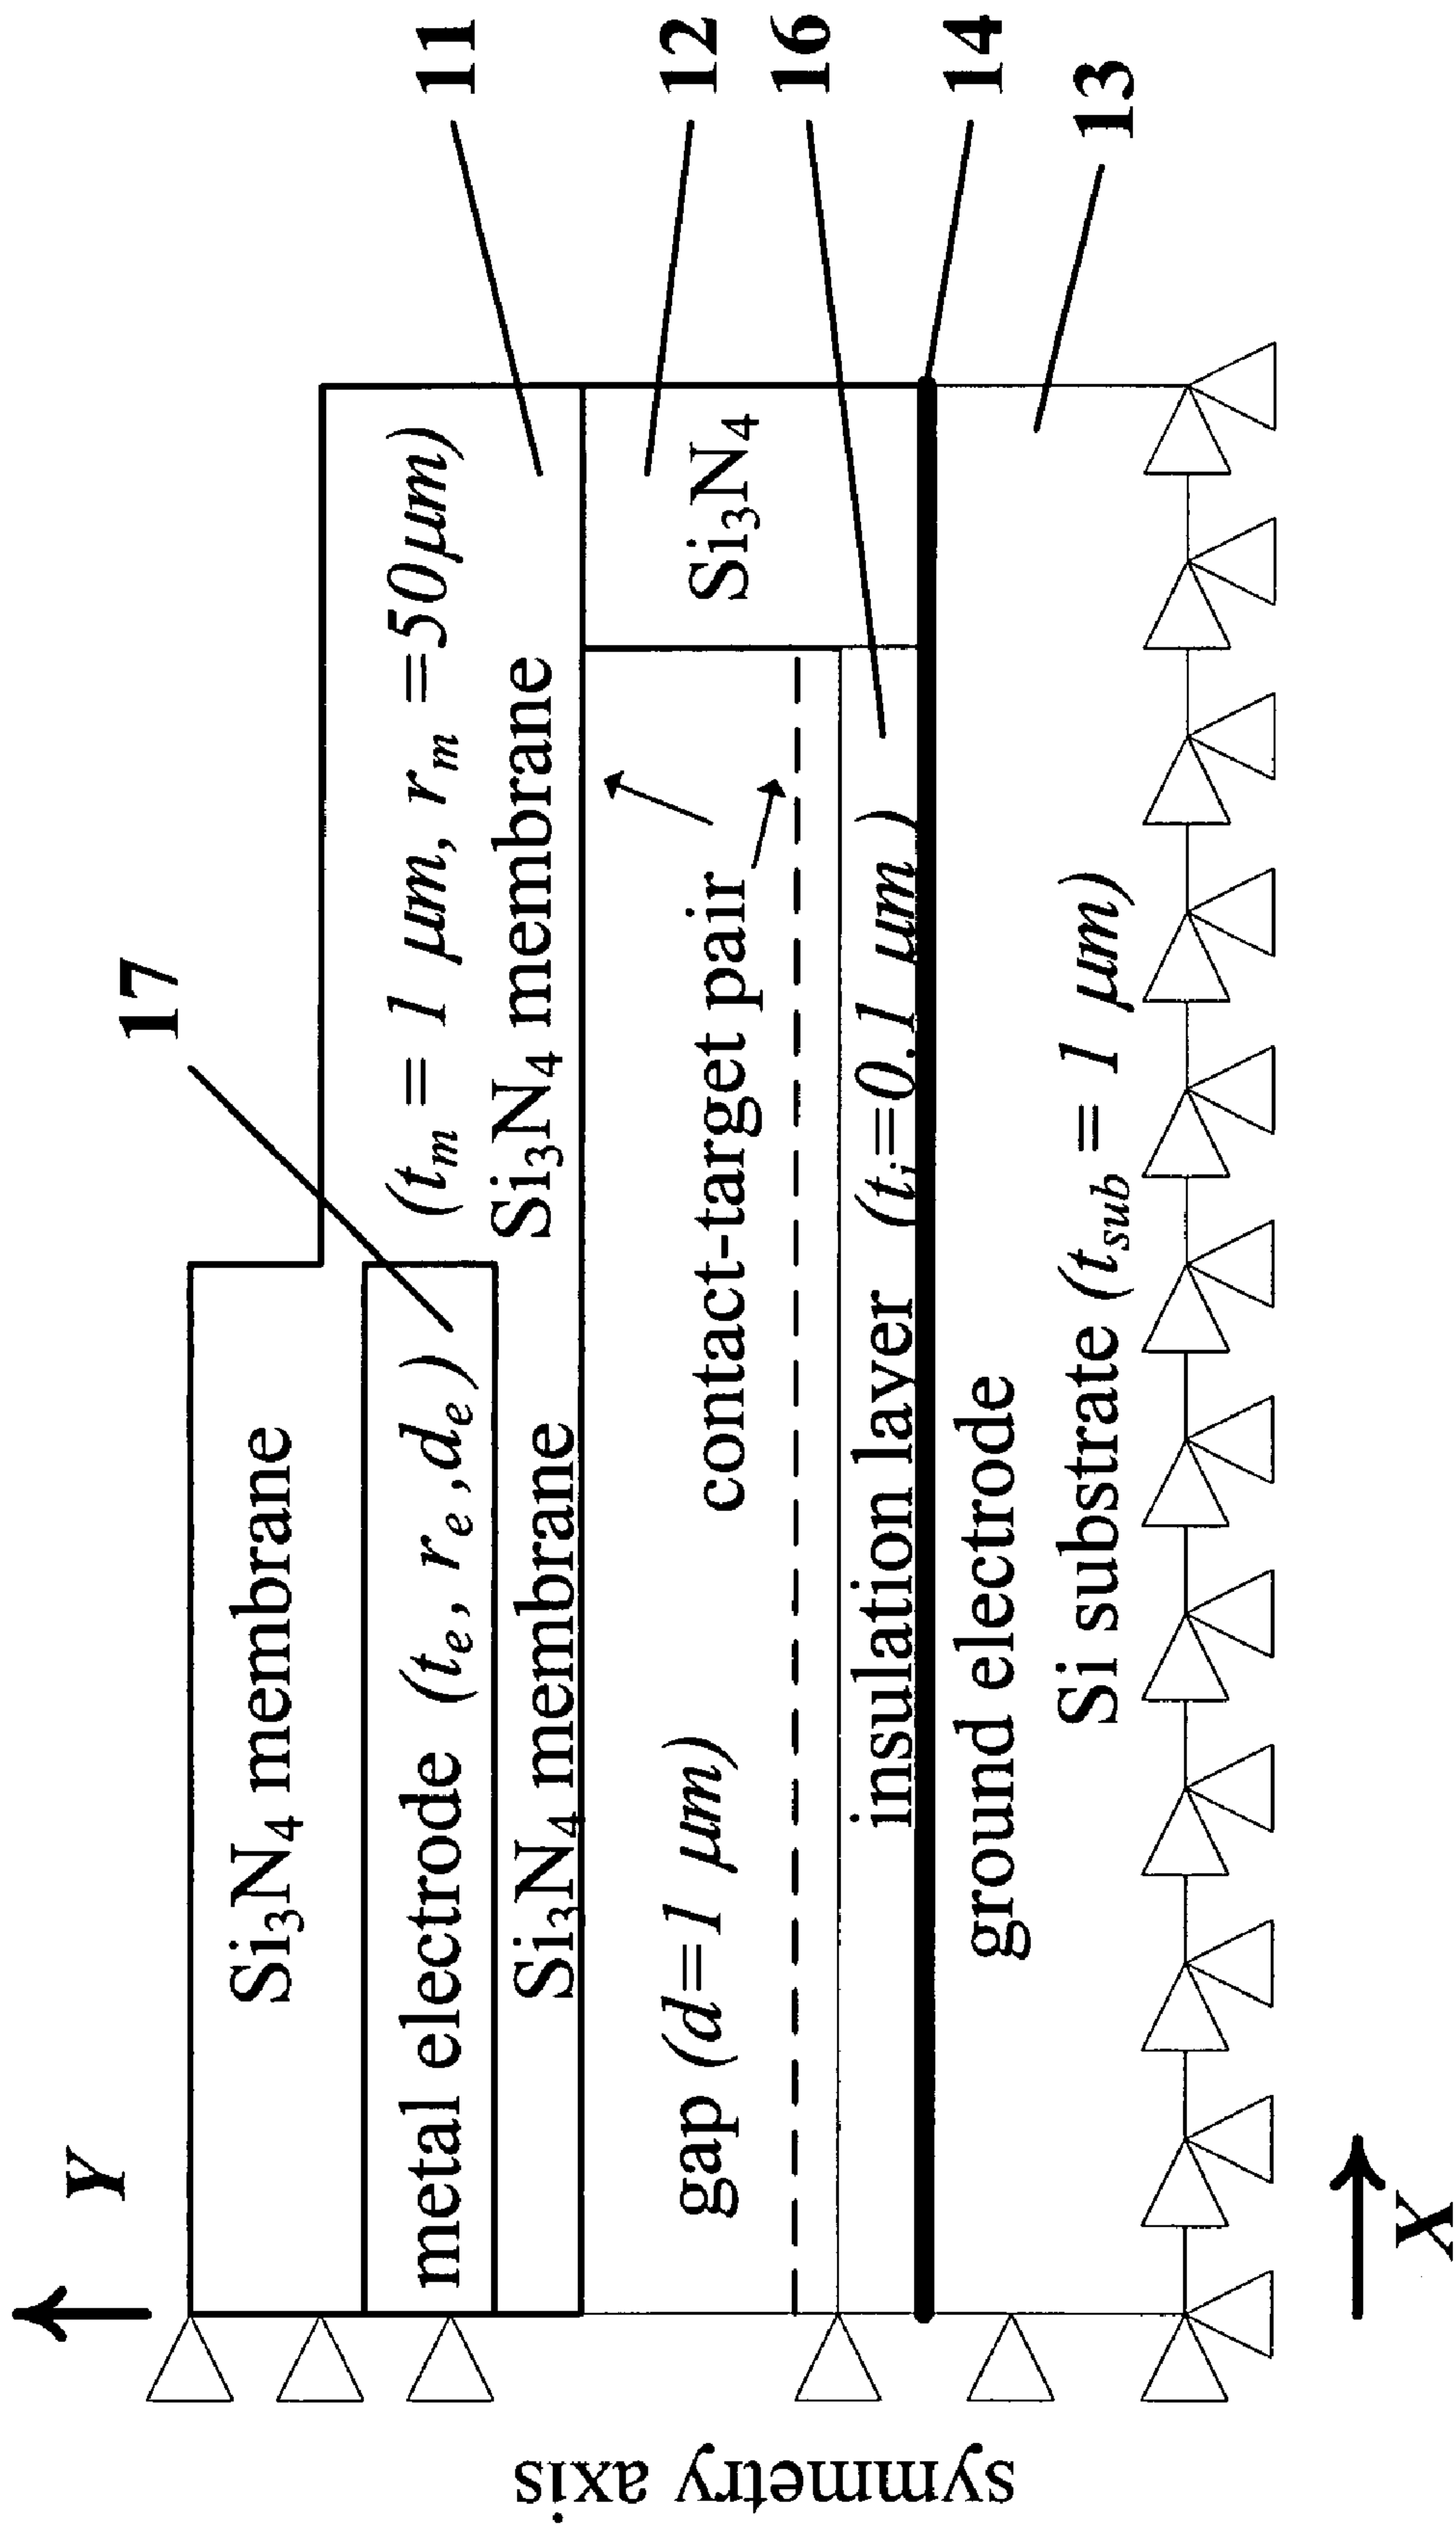 Y
17
Si₃N₄ membrane
metal electrode (tₑ, rₑ, dₑ)
(tₘ = 1 μm, rₘ =50μm)
Si₃N₄ membrane
Si₃N₄ membrane
11
gap (d=1 μm)
contact-target pair
Si₃N₄
12
16
insulation layer (tᵢ=0.1 μm)
ground electrode
14
Si substrate (t_sub = 1 μm)
13
symmetry axis
X